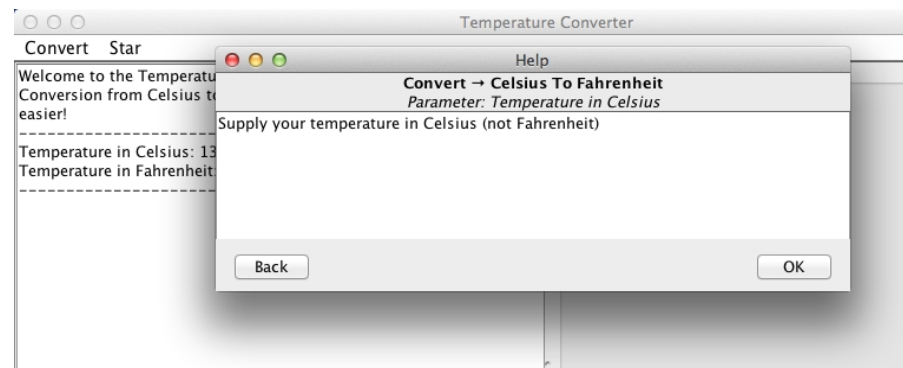 Temperature Converter
Convert Star
Welcome to the
Conversion from Celsius
easier!
--------------------
Temperature in Celsius: 13
Temperature in Fahrenheit:
--------------------
Help
Convert → Celsius To Fahrenheit
Parameter: Temperature in Celsius
Supply your temperature in Celsius (not Fahrenheit)
Back
OK